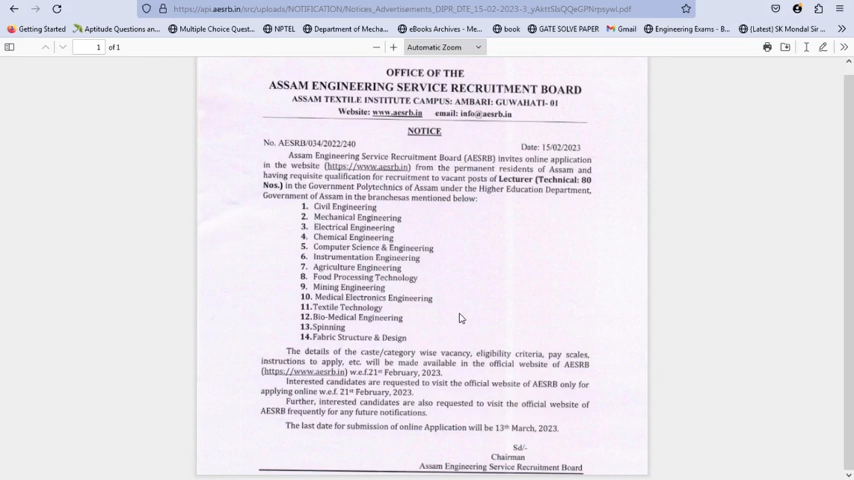 https://api.aesrb.in/src/uploads/NOTIFICATION/Notices_Advertisements_DIPR_DTE_15-02-2023-3_yAkttSIsQQeGPNrpsywl.pdf
Getting Started Aptitude Questions and... Multiple Choice Quest... NPTEL Department of Mecha... eBooks Archives - Me... book GATE SOLVE PAPER Gmail Engineering Exams - B... (Latest) SK Mondal Sir ...
1 of 1 Automatic Zoom
OFFICE OF THE
ASSAM ENGINEERING SERVICE RECRUITMENT BOARD
ASSAM TEXTILE INSTITUTE CAMPUS: AMBARI: GUWAHATI- 01
Website: www.aesrb.in email: info@aesrb.in
NOTICE
No. AESRB/034/2022/240 Date: 15/02/2023
Assam Engineering Service Recruitment Board (AESRB) invites online application
in the website (https://www.aesrb.in) from the permanent residents of Assam and
having requisite qualification for recruitment to vacant posts of Lecturer (Technical: 80
Nos.) in the Government Polytechnics of Assam under the Higher Education Department,
Government of Assam in the branchesas mentioned below:
1. Civil Engineering
2. Mechanical Engineering
3. Electrical Engineering
4. Chemical Engineering
5. Computer Science & Engineering
6. Instrumentation Engineering
7. Agriculture Engineering
8. Food Processing Technology
9. Mining Engineering
10. Medical Electronics Engineering
11. Textile Technology
12. Bio-Medical Engineering
13. Spinning
14. Fabric Structure & Design
The details of the caste/category wise vacancy, eligibility criteria, pay scales,
instructions to apply, etc. will be made available in the official website of AESRB
(https://www.aesrb.in) w.e.f.21st February, 2023.
Interested candidates are requested to visit the official website of AESRB only for
applying online w.e.f. 21st February, 2023.
Further, interested candidates are also requested to visit the official website of
AESRB frequently for any future notifications.
The last date for submission of online Application will be 13th March, 2023.
Sd/-
Chairman
Assam Engineering Service Recruitment Board